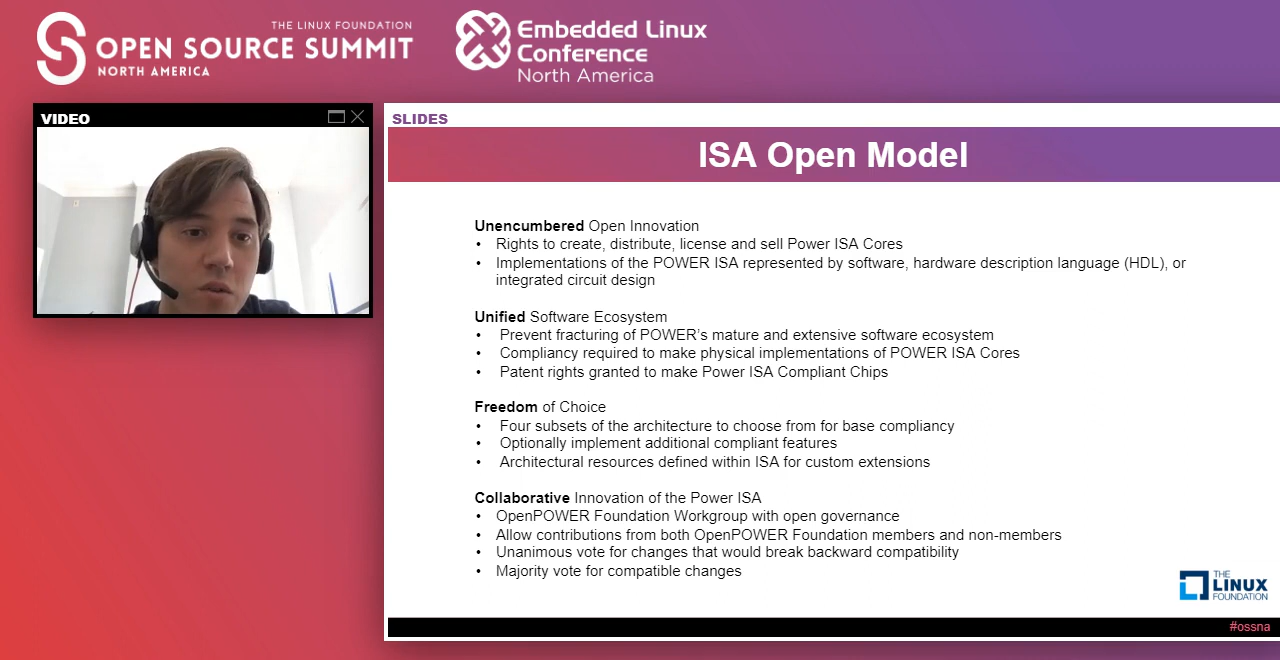 THE LINUX FOUNDATION
OPEN SOURCE SUMMIT
NORTH AMERICA
Embedded Linux
Conference
North America
VIDEO
SLIDES
ISA Open Model
Unencumbered Open Innovation
• Rights to create, distribute, license and sell Power ISA Cores
• Implementations of the POWER ISA represented by software, hardware description language (HDL), or
integrated circuit design
Unified Software Ecosystem
• Prevent fracturing of POWER’s mature and extensive software ecosystem
• Compliancy required to make physical implementations of POWER ISA Cores
• Patent rights granted to make Power ISA Compliant Chips
Freedom of Choice
• Four subsets of the architecture to choose from for base compliancy
• Optionally implement additional compliant features
• Architectural resources defined within ISA for custom extensions
Collaborative Innovation of the Power ISA
• OpenPOWER Foundation Workgroup with open governance
• Allow contributions from both OpenPOWER Foundation members and non-members
• Unanimous vote for changes that would break backward compatibility
• Majority vote for compatible changes
THE
LINUX
FOUNDATION
#ossna